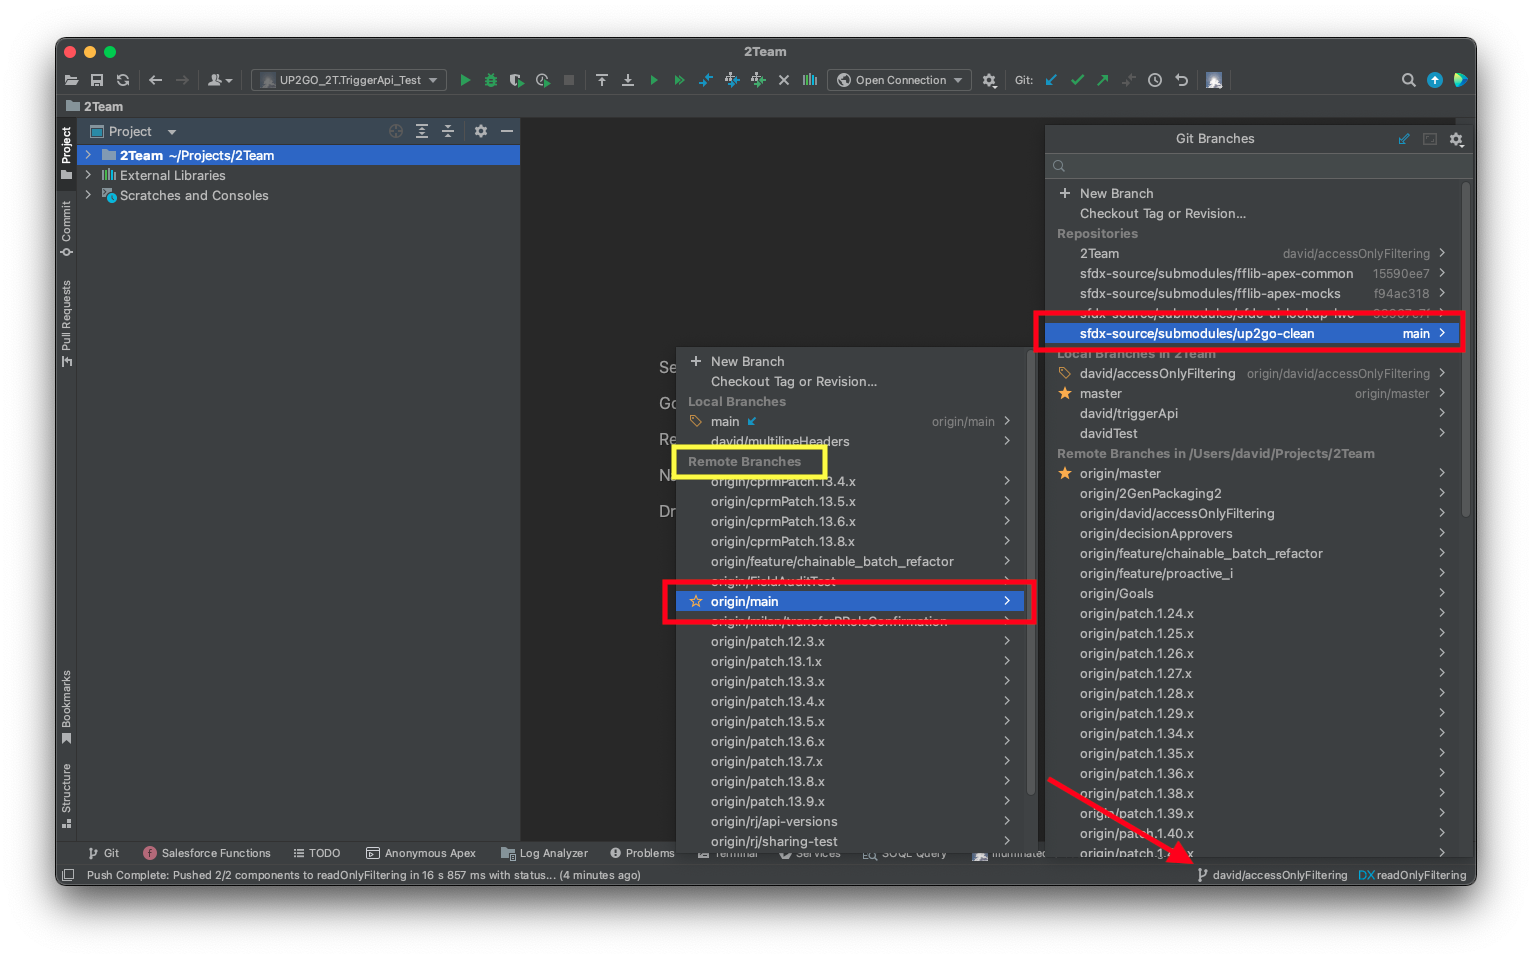 2Team
UP2GO_2T.TriggerApi_Test
Open Connection
Git:
2Team
Project
Project
2Team ~/Projects/2Team
External Libraries
Scratches and Consoles
Commit
Pull Requests
Bookmarks
Structure
Se
Go
Re
Na
Dr
New Branch
Checkout Tag or Revision...
Local Branches
main origin/main
david/multilineHeaders
Remote Branches
origin/cprmPatch.13.4.x
origin/cprmPatch.13.5.x
origin/cprmPatch.13.6.x
origin/cprmPatch.13.8.x
origin/feature/chainable_batch_refactor
origin/FieldAuditTest
origin/main
origin/milan/transferRRoleConfirmation
origin/patch.12.3.x
origin/patch.13.1.x
origin/patch.13.3.x
origin/patch.13.4.x
origin/patch.13.5.x
origin/patch.13.6.x
origin/patch.13.7.x
origin/patch.13.8.x
origin/patch.13.9.x
origin/rj/api-versions
origin/rj/sharing-test
Git Branches
New Branch
Checkout Tag or Revision...
Repositories
2Team david/accessOnlyFiltering
sfdx-source/submodules/fflib-apex-common 15590ee7
sfdx-source/submodules/fflib-apex-mocks f94ac318
sfdx-source/submodules/sfdc-ui-lookup-lwc
sfdx-source/submodules/up2go-clean main
Local Branches in 2Team
david/accessOnlyFiltering origin/david/accessOnlyFiltering
master origin/master
david/triggerApi
davidTest
Remote Branches in /Users/david/Projects/2Team
origin/master
origin/2GenPackaging2
origin/david/accessOnlyFiltering
origin/decisionApprovers
origin/feature/chainable_batch_refactor
origin/feature/proactive_i
origin/Goals
origin/patch.1.24.x
origin/patch.1.25.x
origin/patch.1.26.x
origin/patch.1.27.x
origin/patch.1.28.x
origin/patch.1.29.x
origin/patch.1.34.x
origin/patch.1.35.x
origin/patch.1.36.x
origin/patch.1.38.x
origin/patch.1.39.x
origin/patch.1.40.x
Git
Salesforce Functions
TODO
Anonymous Apex
Log Analyzer
Problems
Terminal
Services
SOQL Query
Illuminated
Push Complete: Pushed 2/2 components to readOnlyFiltering in 16 s 857 ms with status... (4 minutes ago)
david/accessOnlyFiltering
DX readOnlyFiltering